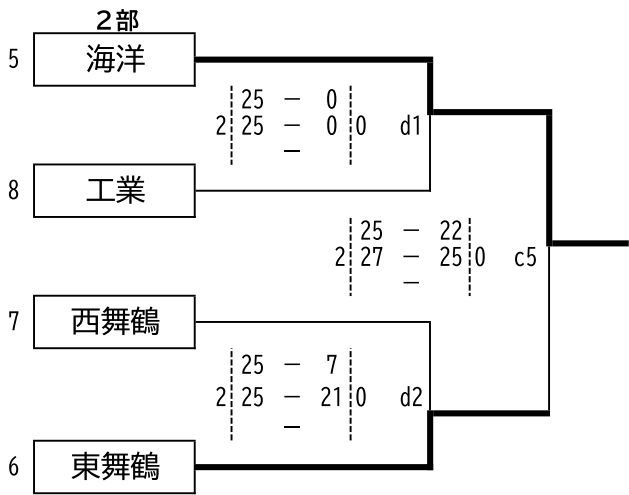 2部
5 海洋
25 － 0
2 25 － 0 0 d1
－
8 工業
25 － 22
2 27 － 25 0 c5
－
7 西舞鶴
25 － 7
2 25 － 21 0 d2
－
6 東舞鶴